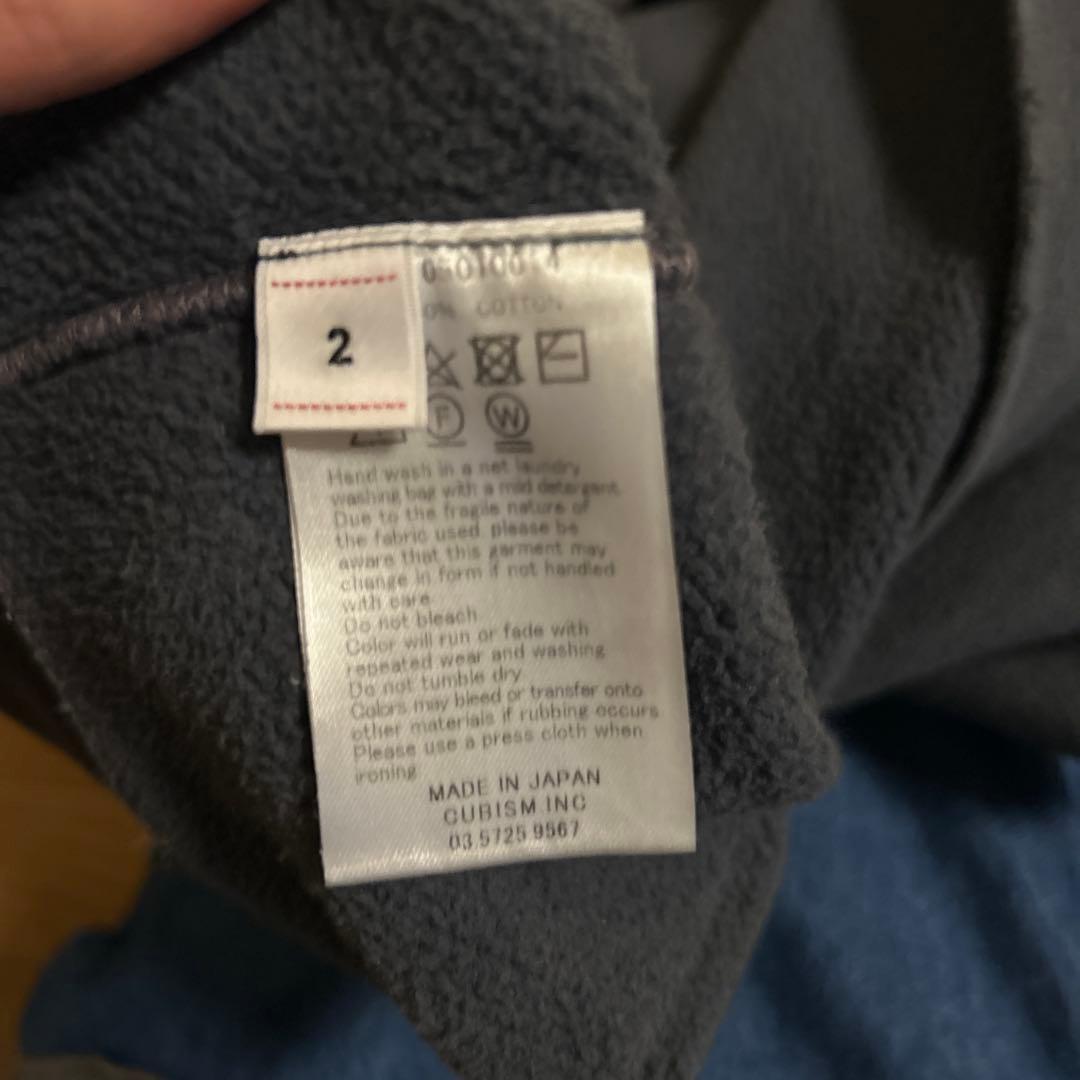 2
0% COTTON
F
W
Hand wash in a net laundry
washing bag with a mild detergent.
Due to the fragile nature of
the fabric used, please be
aware that this garment may
change in form if not handled
with care.
Do not bleach
Color will run or fade with
repeated wear and washing
Do not tumble dry
Colors may bleed or transfer onto
other materials if rubbing occurs
Please use a press cloth when
ironing
MADE IN JAPAN
CUBISM.INC
03 5725 9567